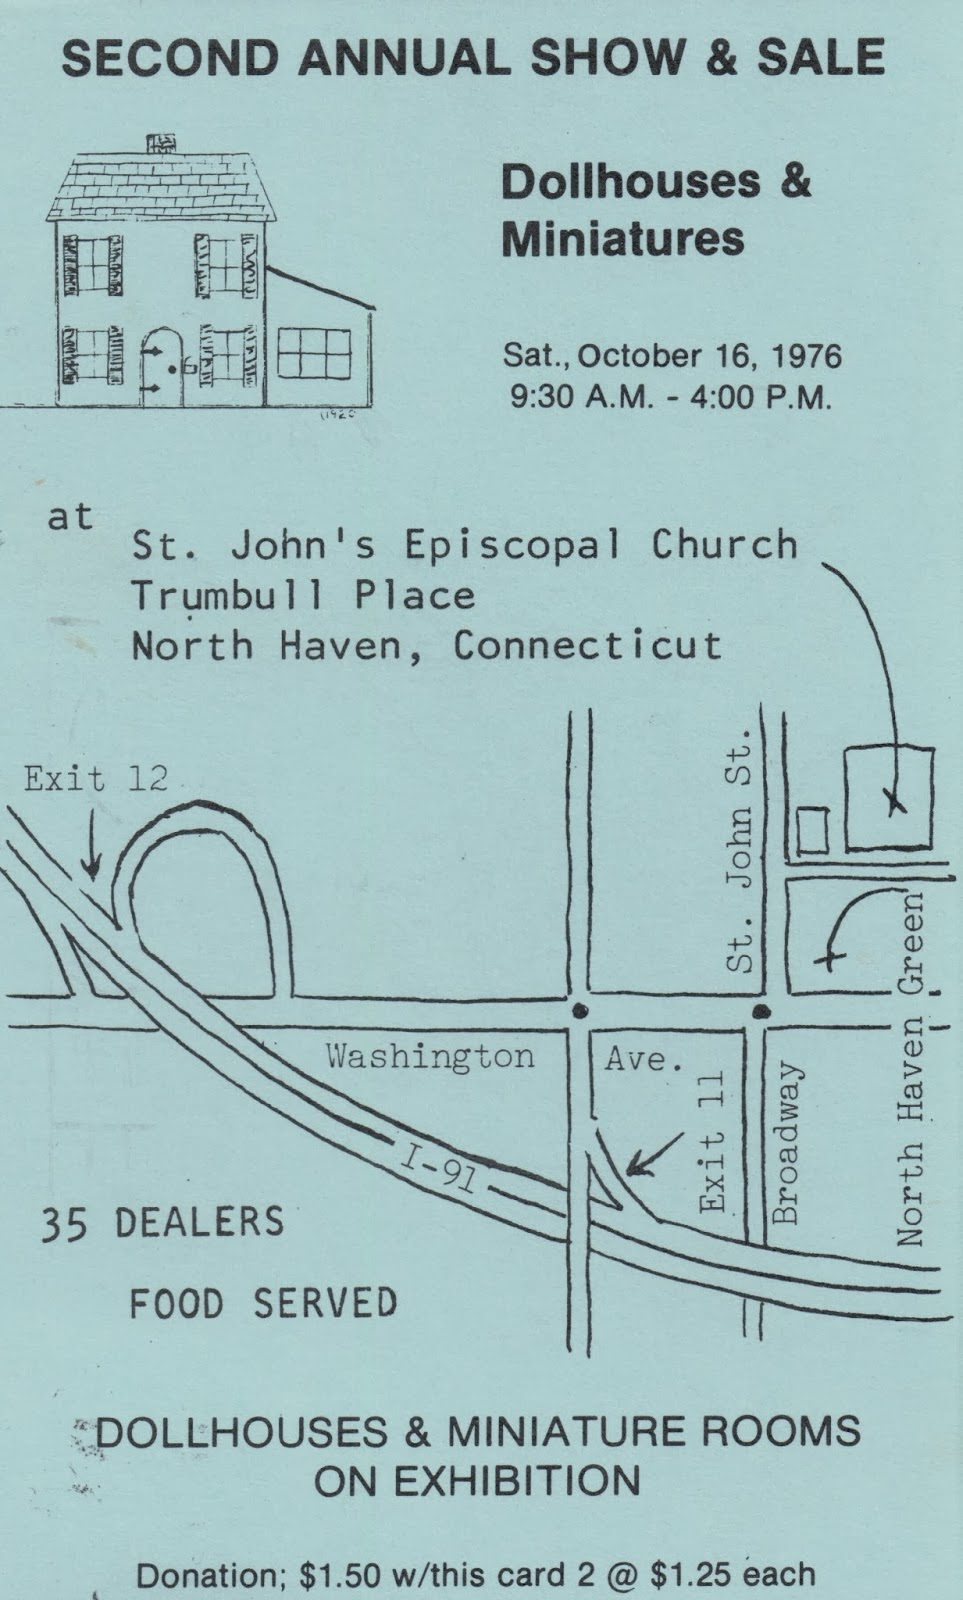 SECOND ANNUAL SHOW & SALE
Dollhouses &
Miniatures
Sat., October 16, 1976
9:30 A.M. - 4:00 P.M.
at
St. John's Episcopal Church
Trumbull Place
North Haven, Connecticut
Exit 12
St. John St.
North Haven Green
Washington Ave.
Exit 11
Broadway
I-91
35 DEALERS
FOOD SERVED
DOLLHOUSES & MINIATURE ROOMS
ON EXHIBITION
Donation; $1.50 w/this card 2 @ $1.25 each